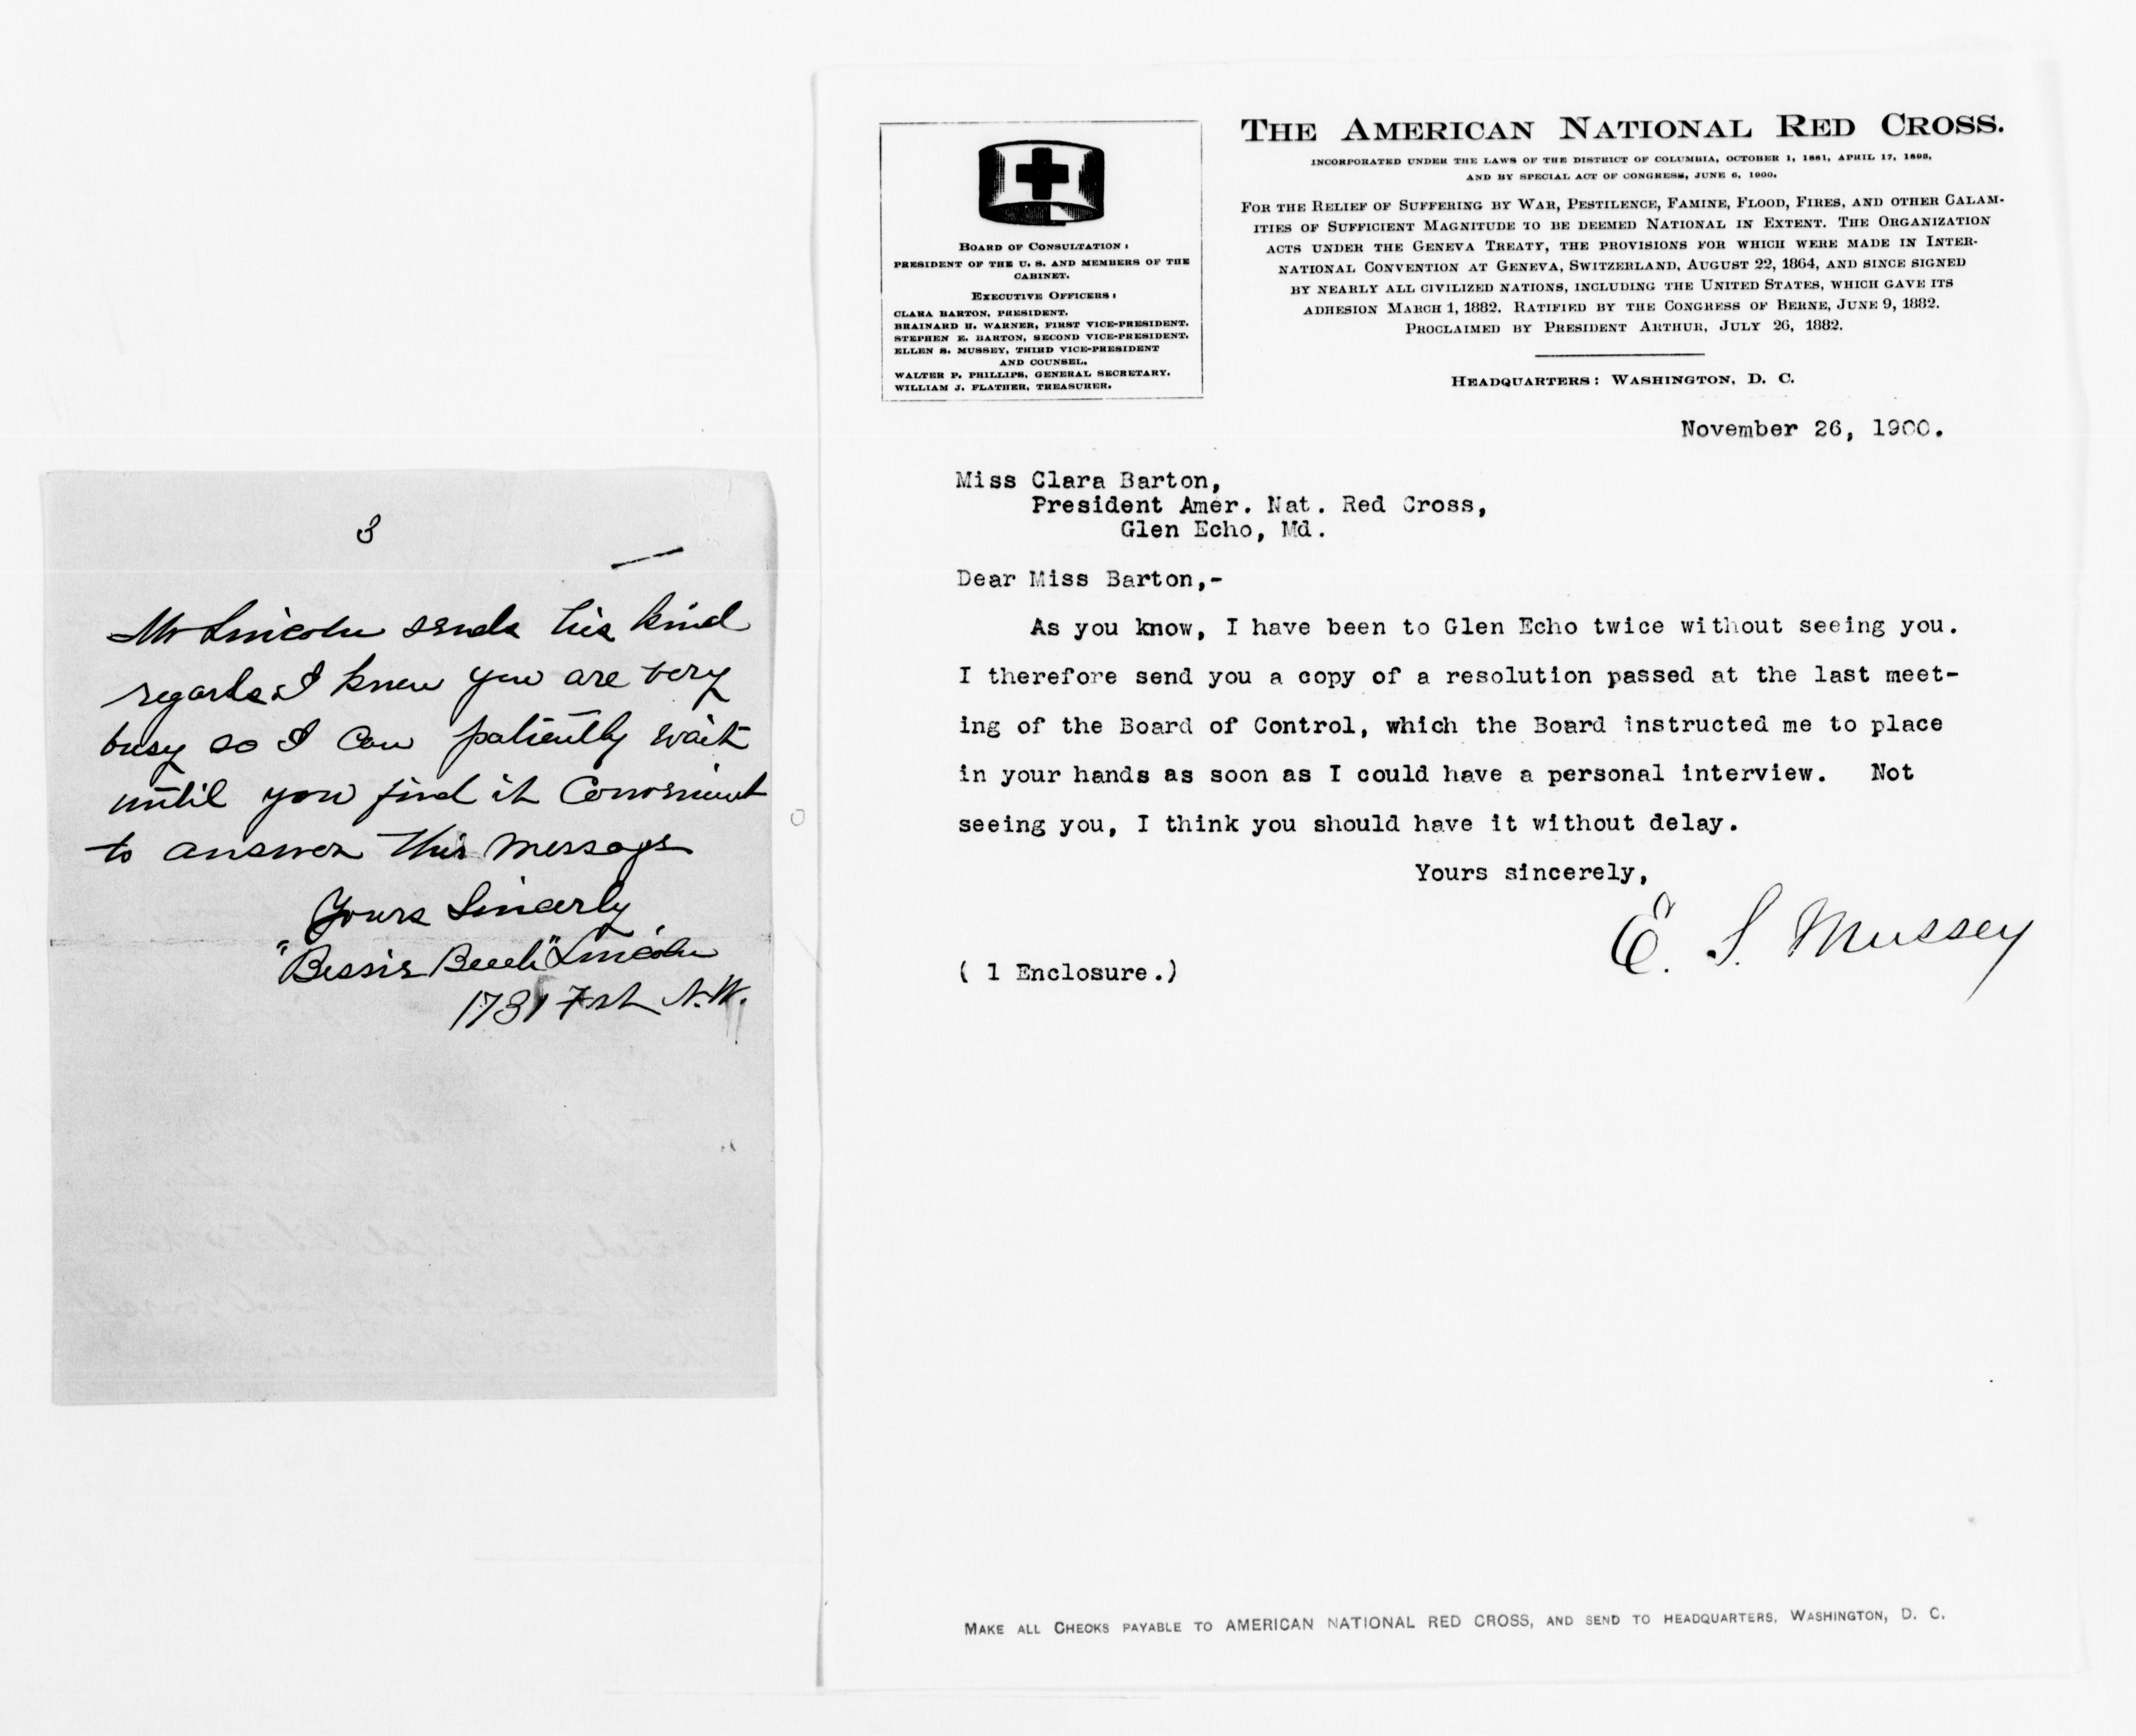 3
Mr Lincoln sends his kind
regards I know you are very
busy so I can patiently wait
until you find it Convenient
to answer this message
Yours Sincerly
"Bessie Beech" Lincoln
1731 F st N.W.
THE AMERICAN NATIONAL RED CROSS.
INCORPORATED UNDER THE LAWS OF THE DISTRICT OF COLUMBIA, OCTOBER 1, 1881, APRIL 17, 1893,
AND BY SPECIAL ACT OF CONGRESS, JUNE 6, 1900.
FOR THE RELIEF OF SUFFERING BY WAR, PESTILENCE, FAMINE, FLOOD, FIRES, AND OTHER CALAM-
ITIES OF SUFFICIENT MAGNITUDE TO BE DEEMED NATIONAL IN EXTENT. THE ORGANIZATION
ACTS UNDER THE GENEVA TREATY, THE PROVISIONS FOR WHICH WERE MADE IN INTER-
NATIONAL CONVENTION AT GENEVA, SWITZERLAND, AUGUST 22, 1864, AND SINCE SIGNED
BY NEARLY ALL CIVILIZED NATIONS, INCLUDING THE UNITED STATES, WHICH GAVE ITS
ADHESION MARCH 1, 1882. RATIFIED BY THE CONGRESS OF BERNE, JUNE 9, 1882.
PROCLAIMED BY PRESIDENT ARTHUR, JULY 26, 1882.
HEADQUARTERS: WASHINGTON, D. C.
BOARD OF CONSULTATION:
PRESIDENT OF THE U. S. AND MEMBERS OF THE
CABINET.
EXECUTIVE OFFICERS:
CLARA BARTON, PRESIDENT.
BRAINARD H. WARNER, FIRST VICE-PRESIDENT.
STEPHEN E. BARTON, SECOND VICE-PRESIDENT.
ELLEN S. MUSSEY, THIRD VICE-PRESIDENT
AND COUNSEL.
WALTER P. PHILLIPS, GENERAL SECRETARY.
WILLIAM J. FLATHER, TREASURER.
November 26, 1900.
Miss Clara Barton,
President Amer. Nat. Red Cross,
Glen Echo, Md.
Dear Miss Barton,-
As you know, I have been to Glen Echo twice without seeing you.
I therefore send you a copy of a resolution passed at the last meet-
ing of the Board of Control, which the Board instructed me to place
in your hands as soon as I could have a personal interview. Not
seeing you, I think you should have it without delay.
Yours sincerely,
E. S. Mussey
( 1 Enclosure.)
MAKE ALL CHECKS PAYABLE TO AMERICAN NATIONAL RED CROSS, AND SEND TO HEADQUARTERS, WASHINGTON, D. C.